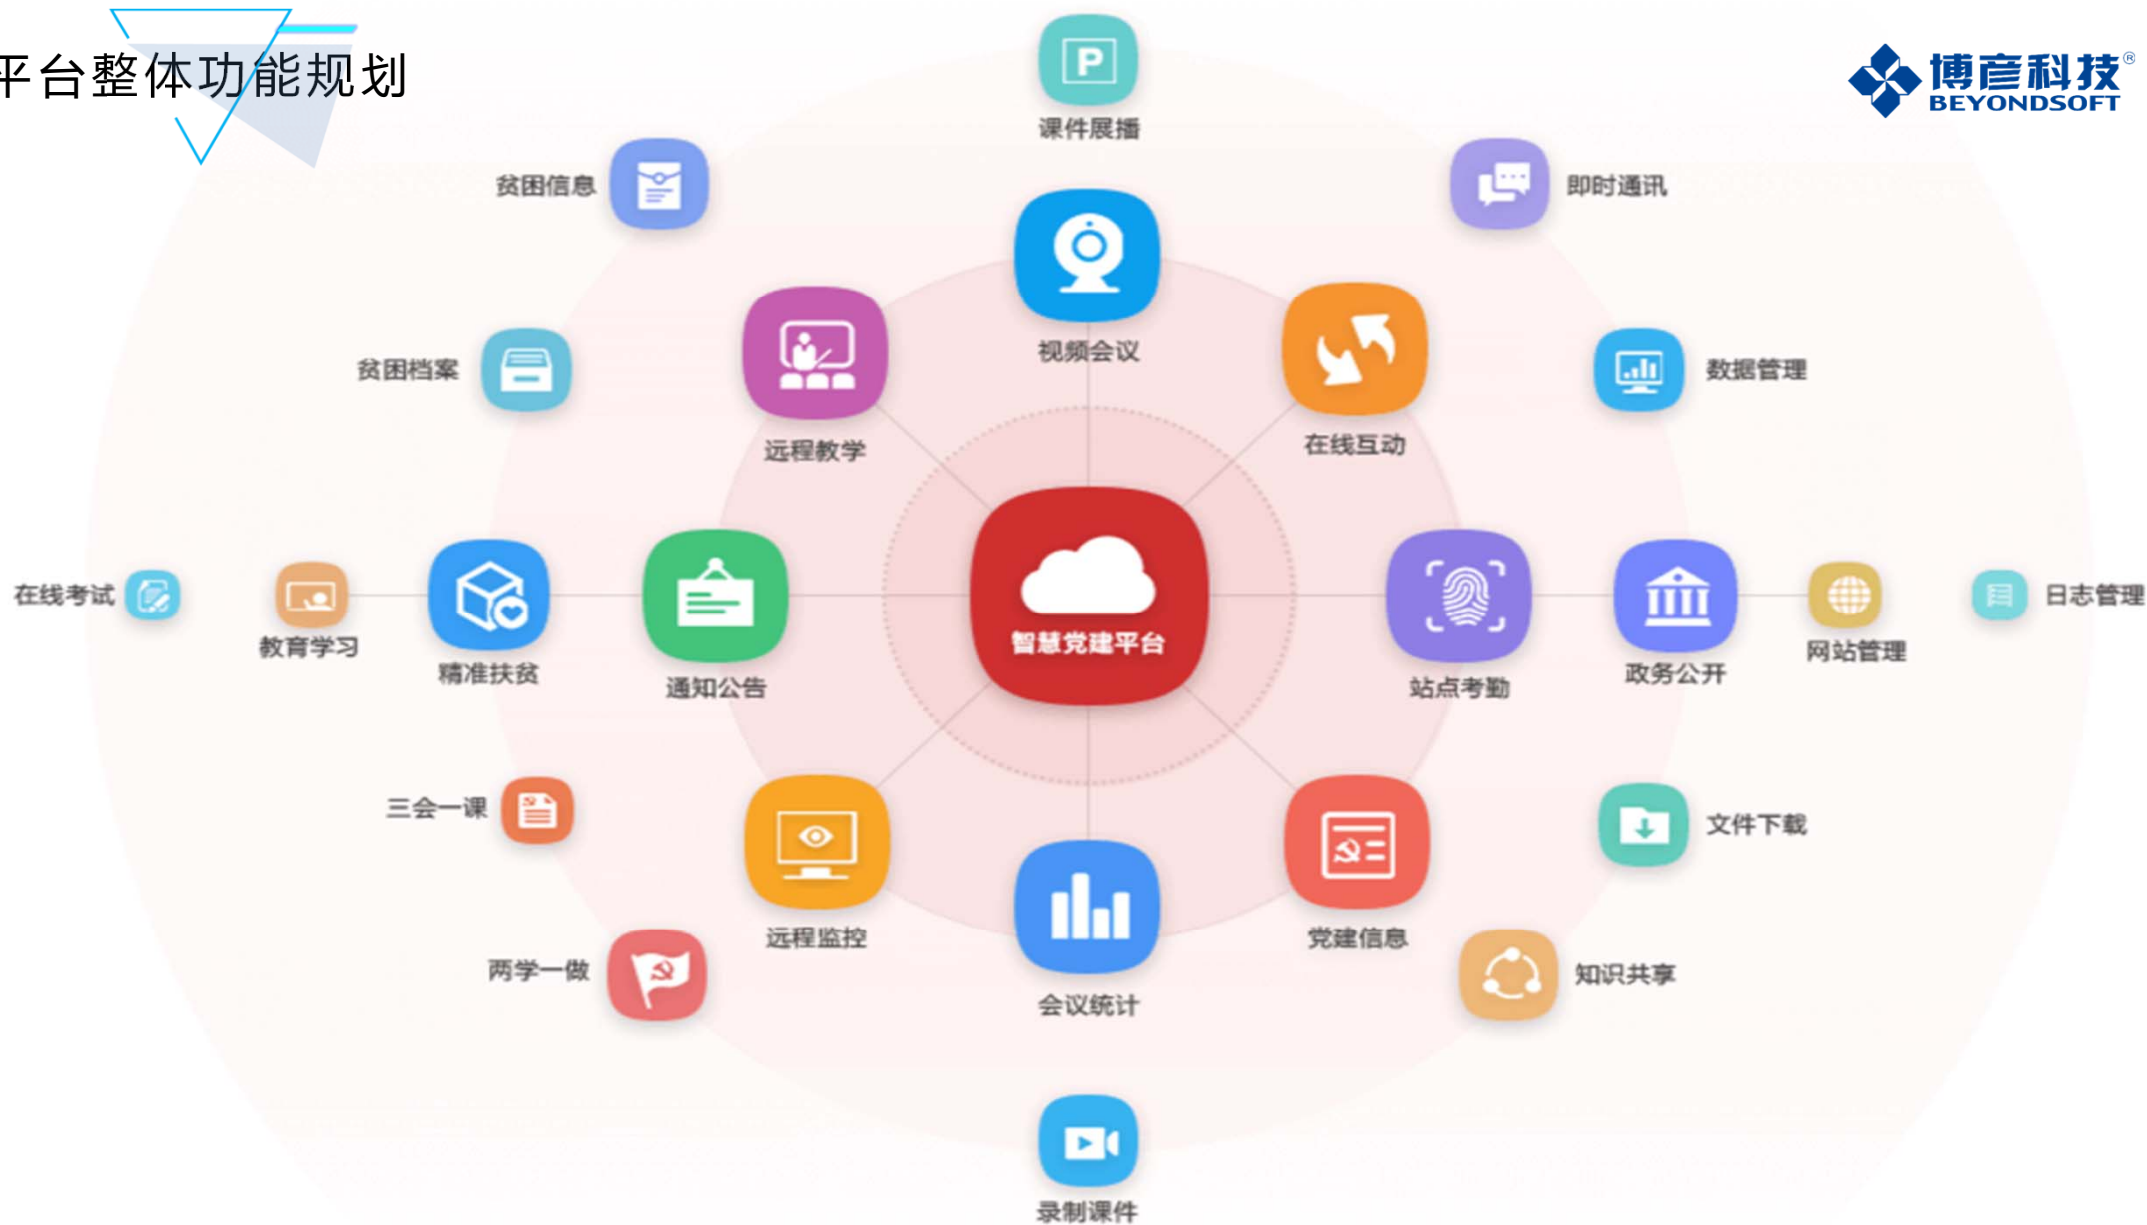 平台整体功能规划
博彦科技®
BEYONDSOFT
P
课件展播
贫困信息
即时通讯
视频会议
贫困档案
数据管理
远程教学
在线互动
智慧党建平台
在线考试
教育学习
精准扶贫
通知公告
站点考勤
政务公开
网站管理
日志管理
三会一课
文件下载
远程监控
党建信息
两学一做
知识共享
会议统计
录制课件